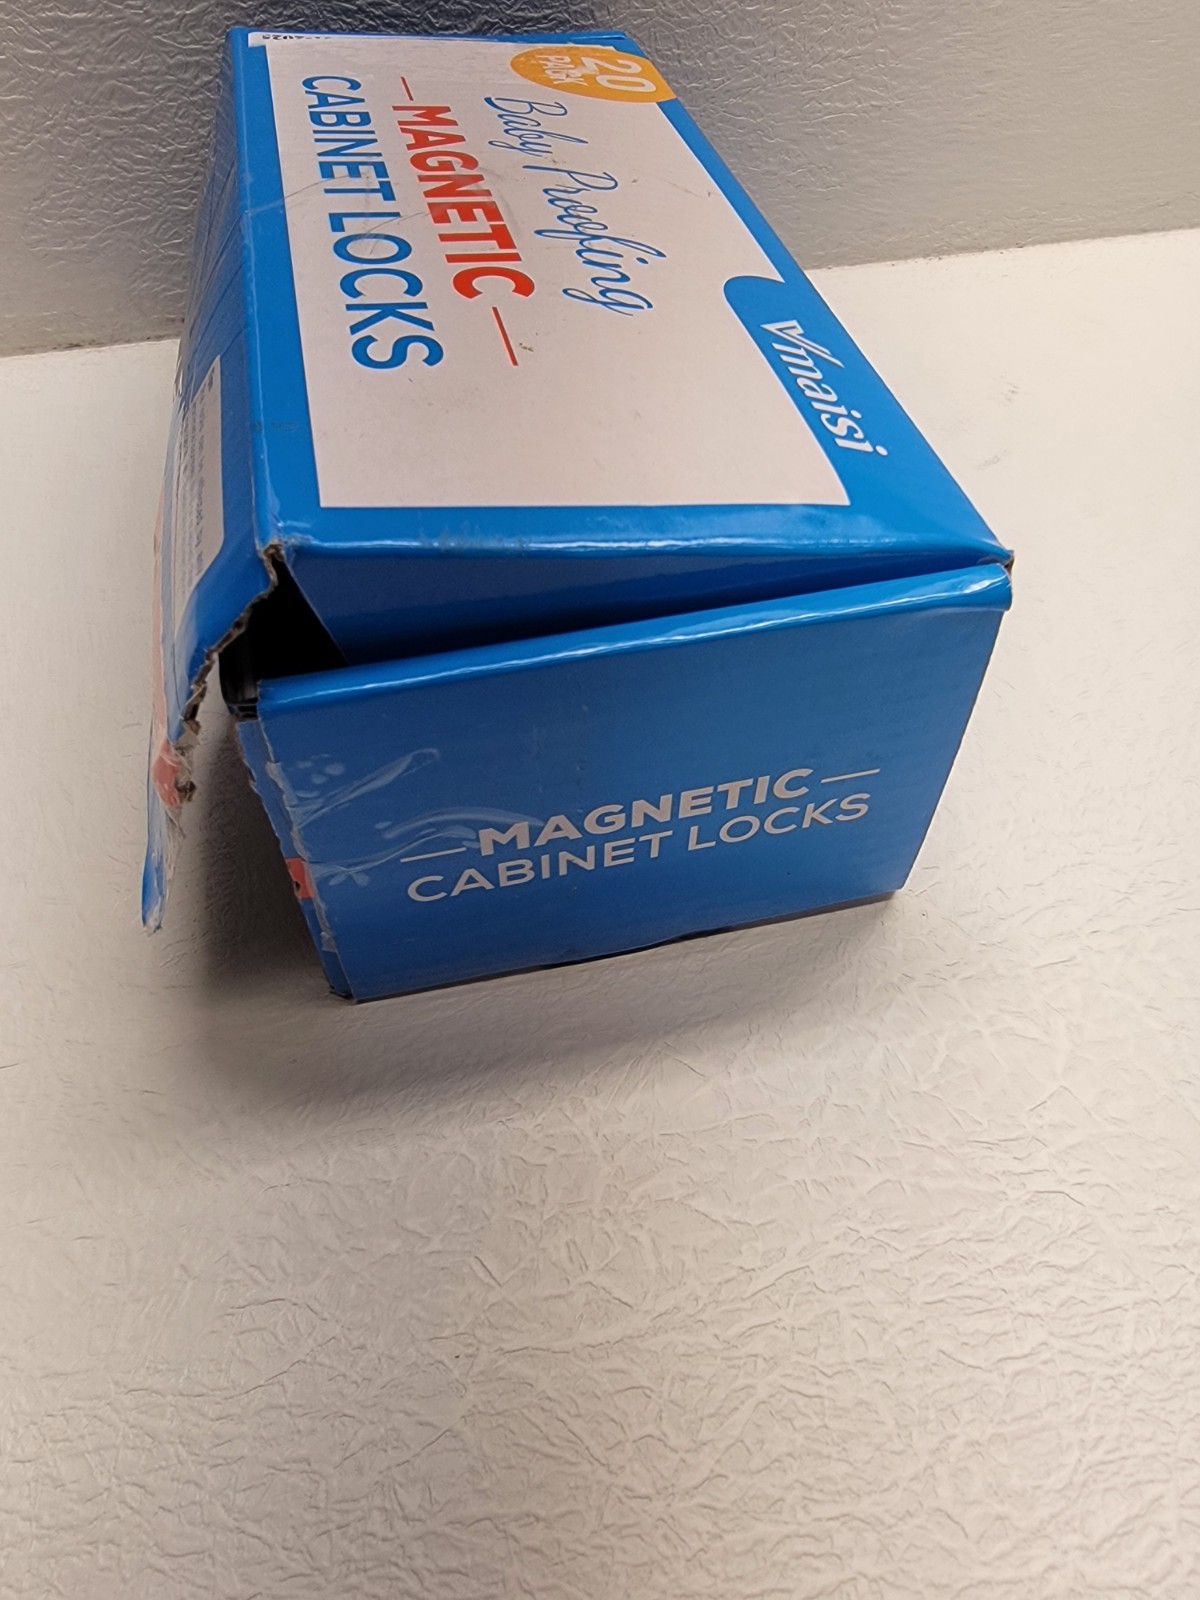 20
PACK
Baby Proofing
MAGNETIC
CABINET LOCKS
Vmaisi
MAGNETIC
CABINET LOCKS